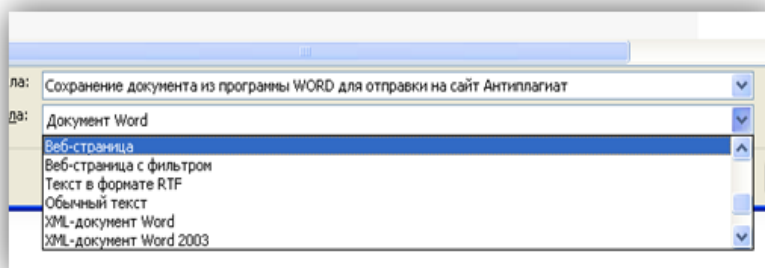 ла: Сохранение документа из программы WORD для отправки на сайт Антиплагиат
да: Документ Word
Веб-страница
Веб-страница с фильтром
Текст в формате RTF
Обычный текст
XML-документ Word
XML-документ Word 2003